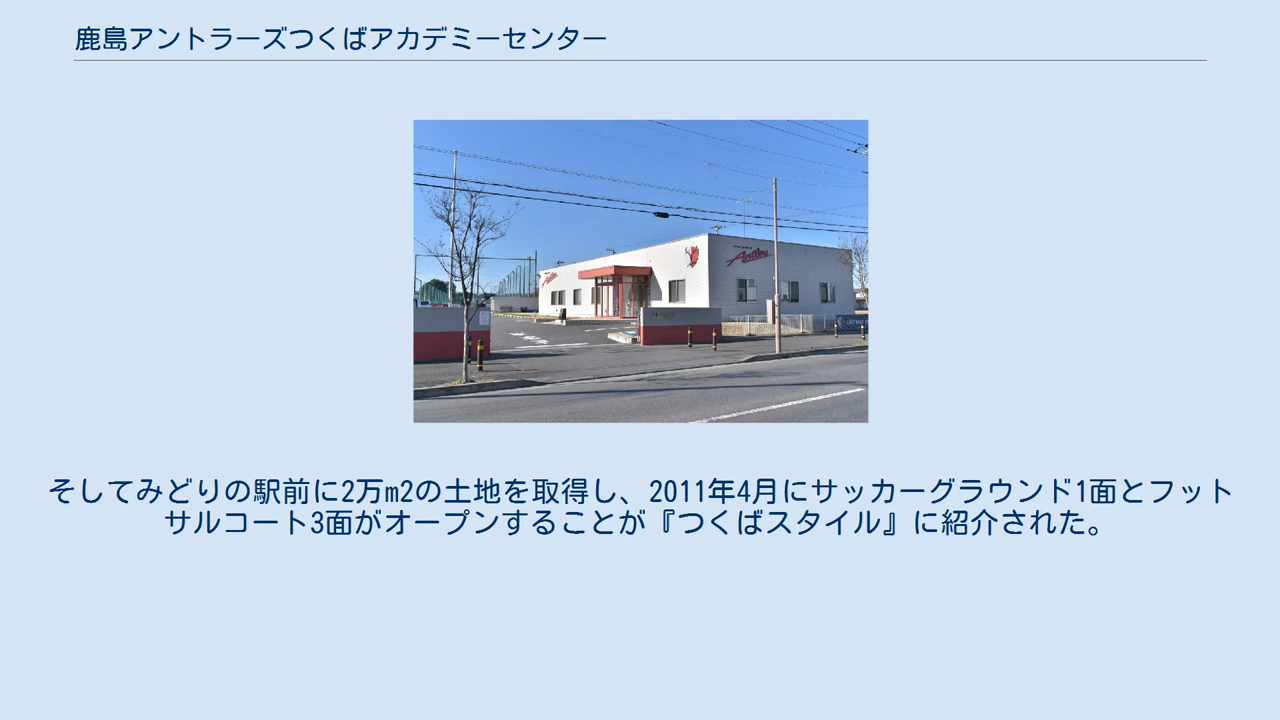 鹿島アントラーズつくばアカデミーセンター
Antlers
そしてみどりの駅前に2万m2の土地を取得し、2011年4月にサッカーグラウンド1面とフット
サルコート3面がオープンすることが『つくばスタイル』に紹介された。